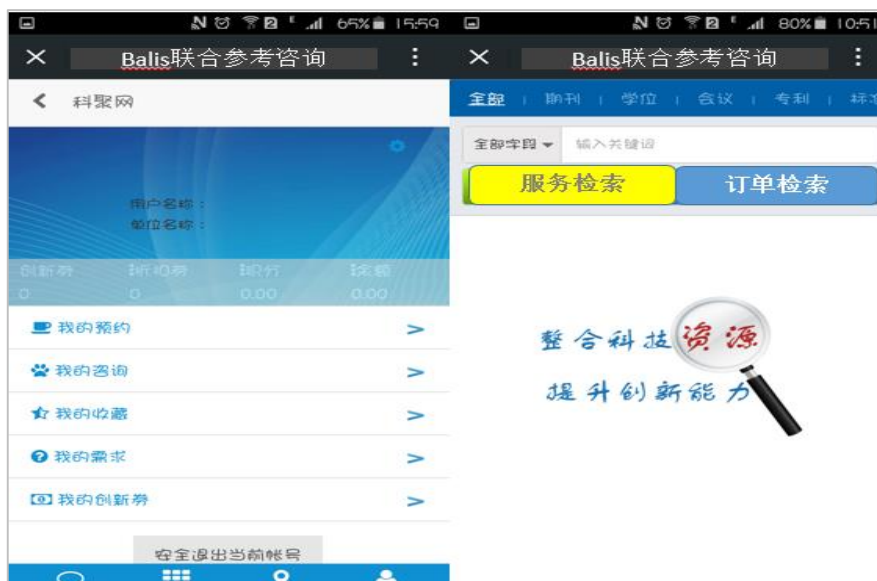 65% 15:59
Balis联合参考咨询
科聚网
用户名称：
单位名称：
创新券 折扣券 积分 余额
0 0 0.00 0.00
我的预约 >
我的咨询 >
我的收藏 >
我的需求 >
我的创新券 >
安全退出当前帐号
80% 10:51
Balis联合参考咨询
全部 | 期刊 | 学位 | 会议 | 专利 | 标准
全部字段 输入关键词
服务检索 订单检索
整合科技资源
提升创新能力